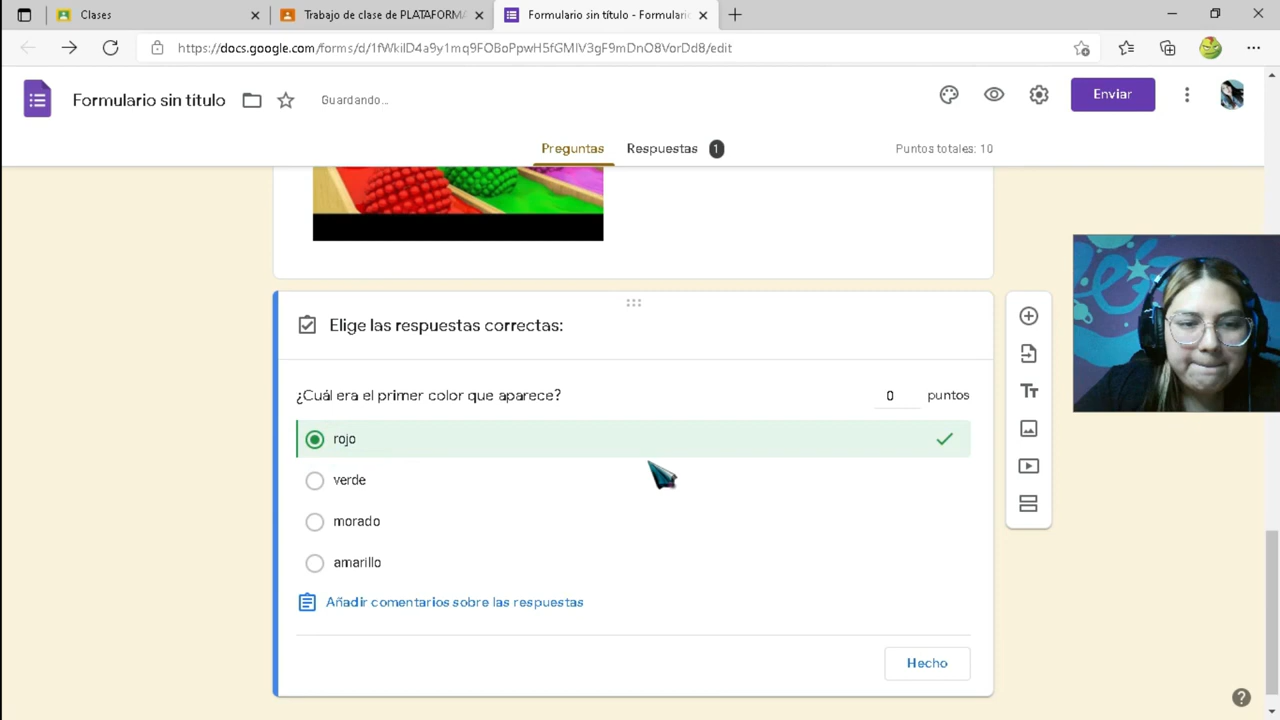 Clases
Trabajo de clase de PLATAFORMA
Formulario sin título - Formulario
https://docs.google.com/forms/d/1fWkilD4a9y1mq9FOBoPpwH5fGMIV3gF9mDnO8VorDd8/edit
Formulario sin título
Guardando...
Enviar
Preguntas
Respuestas 1
Puntos totales: 10
Elige las respuestas correctas:
¿Cuál era el primer color que aparece?
0 puntos
rojo
verde
morado
amarillo
Añadir comentarios sobre las respuestas
Hecho